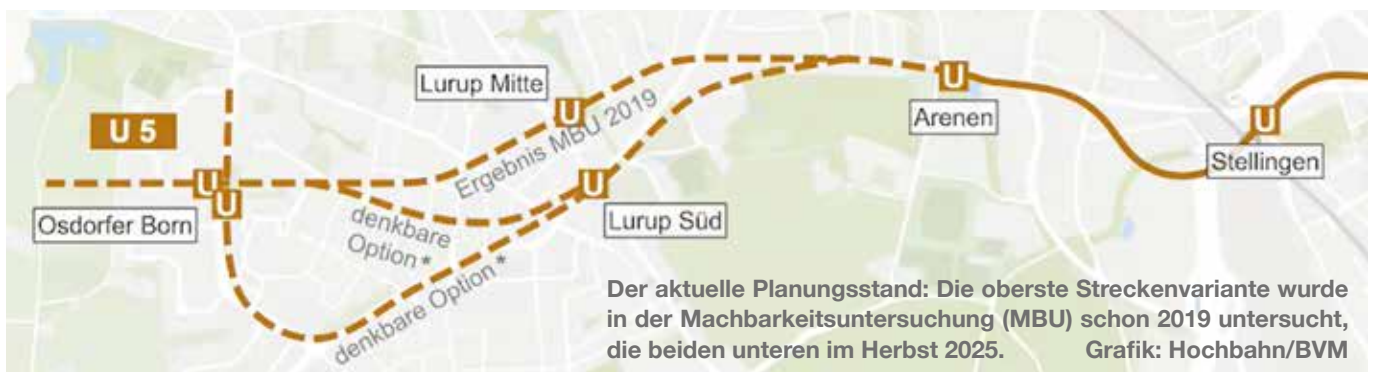 Lurup Mitte
U
U
Arenen
U 5
Ergebnis MBU 2019
U
Stellingen
U
U
U
Osdorfer Born
denkbare
Option*
Lurup Süd
denkbare Option*
Der aktuelle Planungsstand: Die oberste Streckenvariante wurde
in der Machbarkeitsuntersuchung (MBU) schon 2019 untersucht,
die beiden unteren im Herbst 2025. Grafik: Hochbahn/BVM